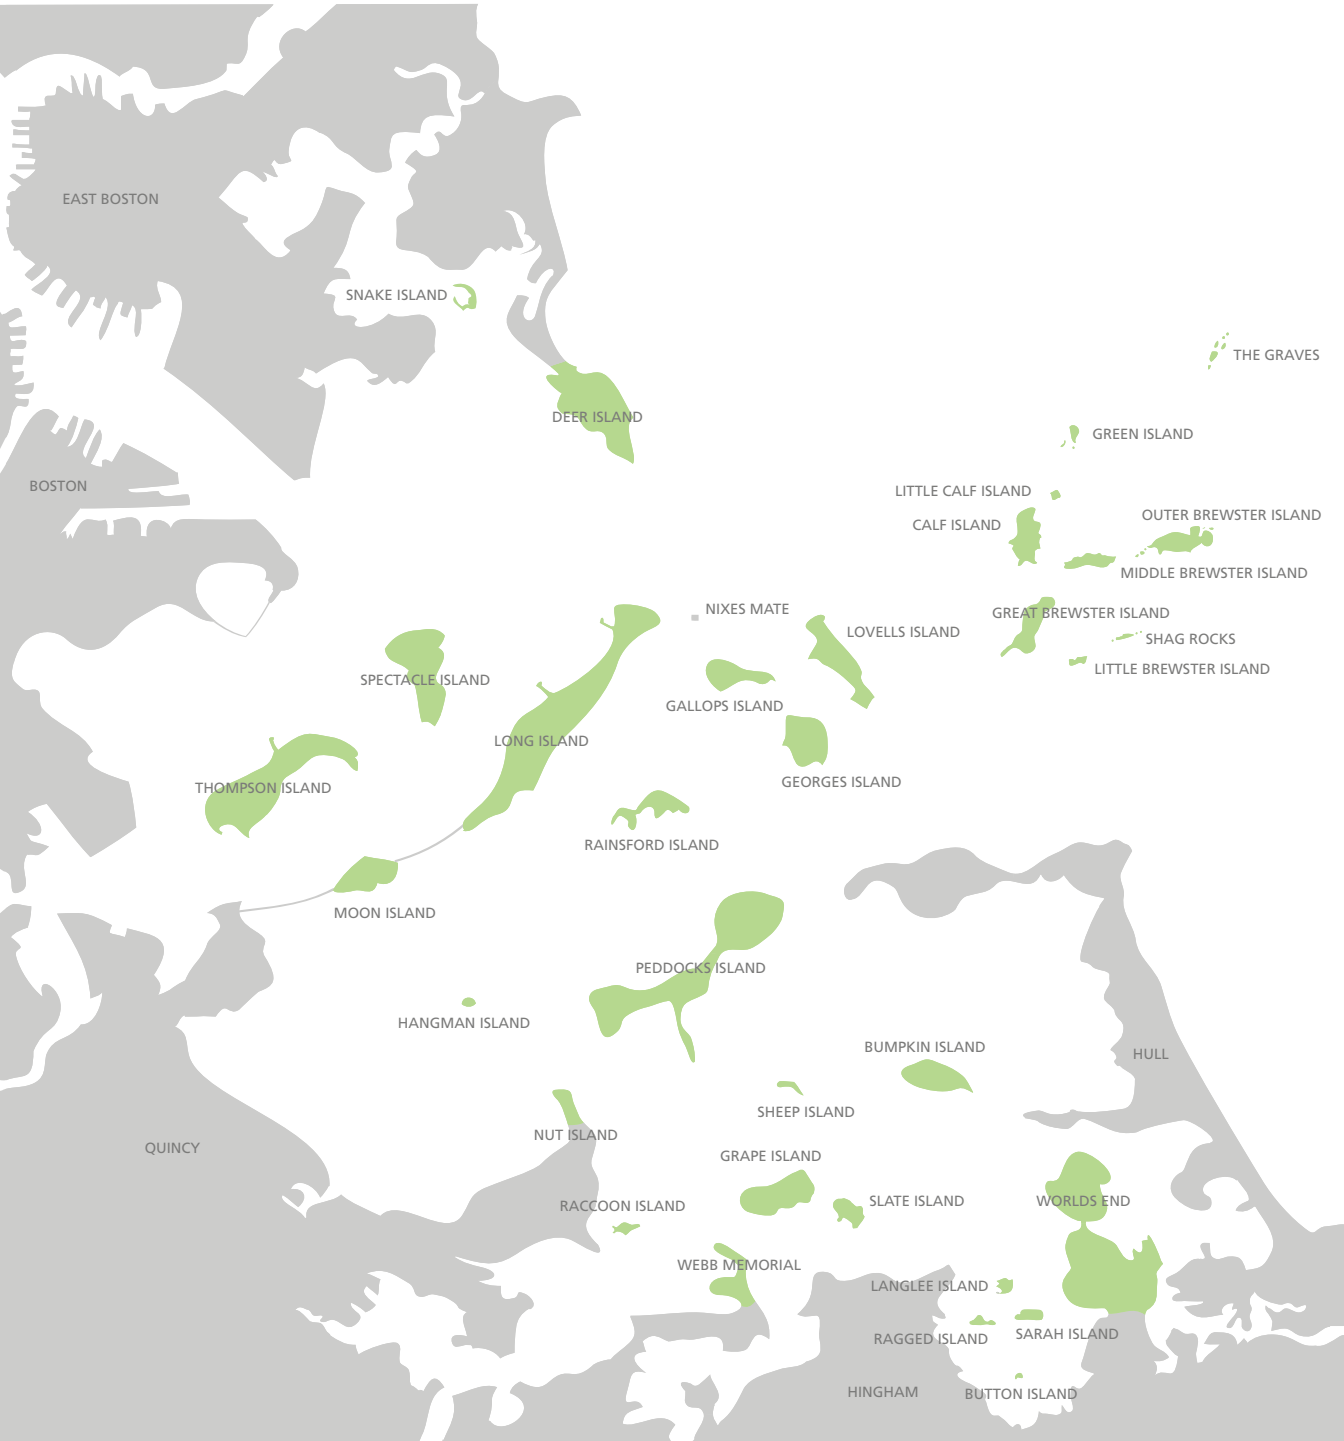 EAST BOSTON
SNAKE ISLAND
THE GRAVES
DEER ISLAND
GREEN ISLAND
BOSTON
LITTLE CALF ISLAND
OUTER BREWSTER ISLAND
CALF ISLAND
MIDDLE BREWSTER ISLAND
NIXES MATE
GREAT BREWSTER ISLAND
LOVELLS ISLAND
SHAG ROCKS
LITTLE BREWSTER ISLAND
SPECTACLE ISLAND
GALLOPS ISLAND
LONG ISLAND
GEORGES ISLAND
THOMPSON ISLAND
RAINSFORD ISLAND
MOON ISLAND
PEDDOCKS ISLAND
HANGMAN ISLAND
BUMPKIN ISLAND
HULL
SHEEP ISLAND
NUT ISLAND
QUINCY
GRAPE ISLAND
RACCOON ISLAND
SLATE ISLAND
WORLDS END
WEBB MEMORIAL
LANGLEE ISLAND
RAGGED ISLAND
SARAH ISLAND
HINGHAM
BUTTON ISLAND